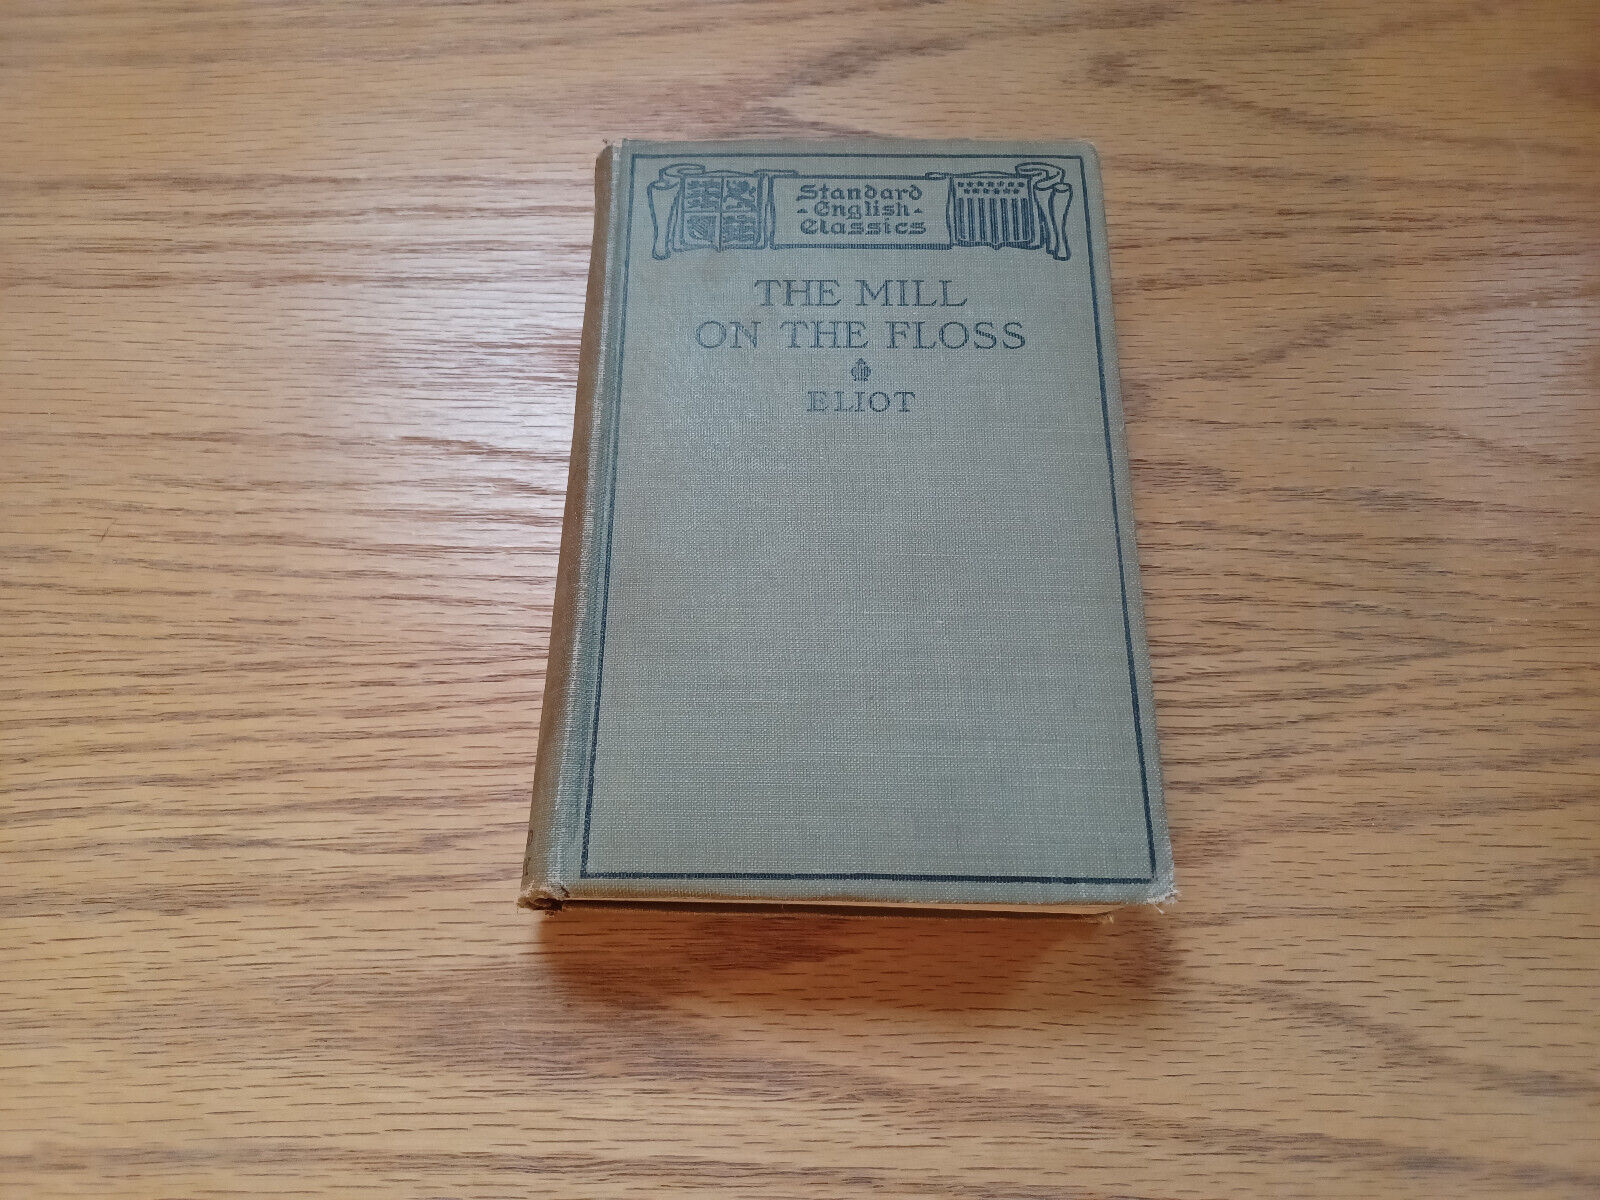 Standard
English
Classics
THE MILL
ON THE FLOSS
ELIOT